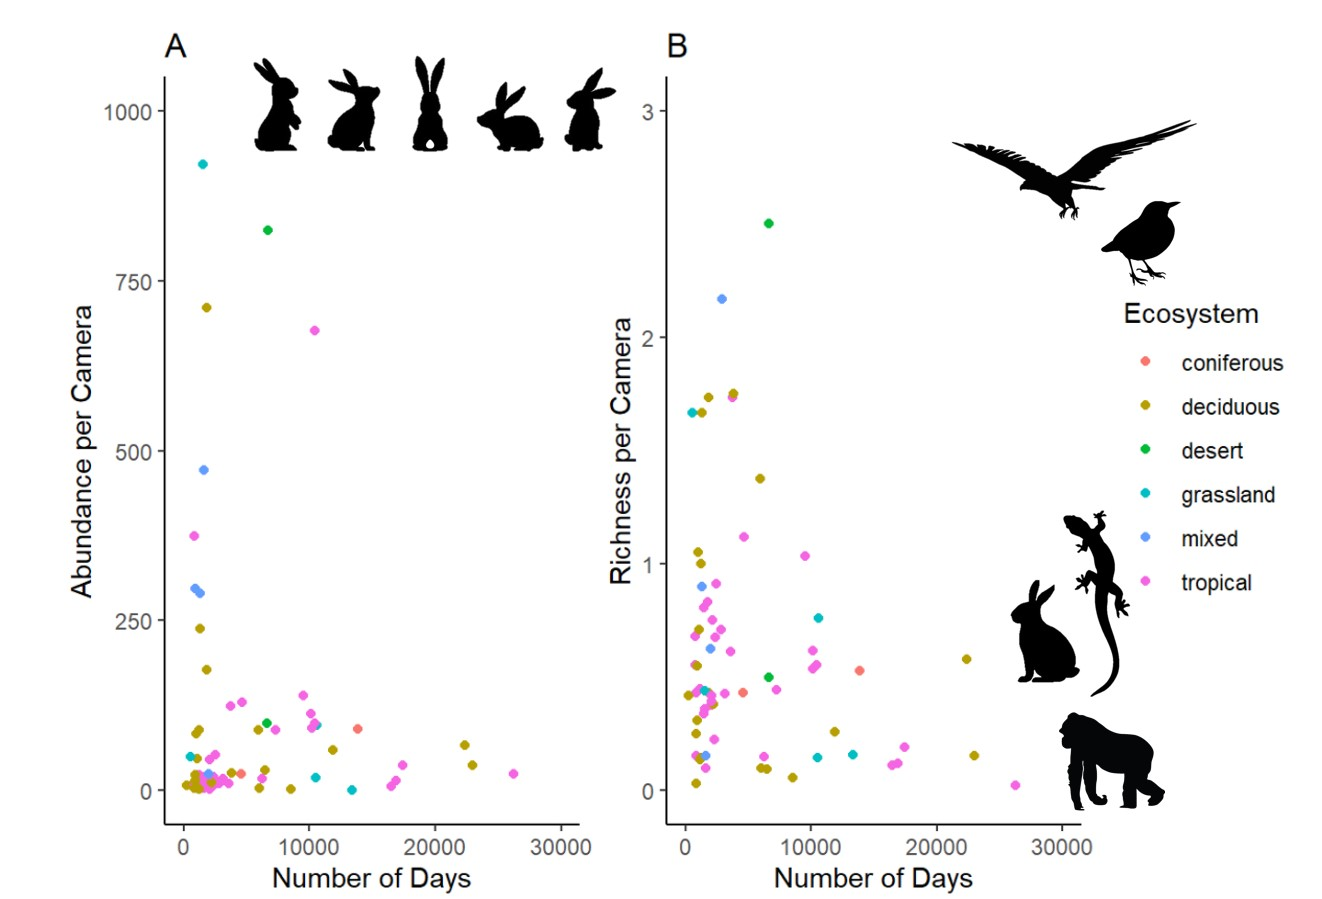 A
Abundance per Camera
1000
750
500
250
0
0 10000 20000 30000
Number of Days
B
Richness per Camera
3
2
1
0
0 10000 20000 30000
Number of Days
Ecosystem
coniferous
deciduous
desert
grassland
mixed
tropical